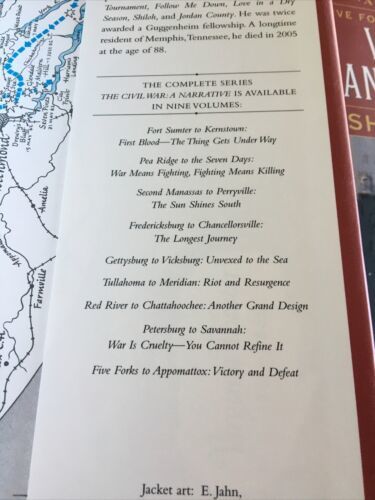 Tournament, Follow Me Down, Love in a Dry
Season, Shiloh, and Jordan County. He was twice
awarded a Guggenheim fellowship. A longtime
resident of Memphis, Tennessee, he died in 2005
at the age of 88.
THE COMPLETE SERIES
THE CIVIL WAR: A NARRATIVE IS AVAILABLE
IN NINE VOLUMES:
Fort Sumter to Kernstown:
First Blood—The Thing Gets Under Way
Pea Ridge to the Seven Days:
War Means Fighting, Fighting Means Killing
Second Manassas to Perryville:
The Sun Shines South
Fredericksburg to Chancellorsville:
The Longest Journey
Gettysburg to Vicksburg: Unvexed to the Sea
Tullahoma to Meridian: Riot and Resurgence
Red River to Chattahoochee: Another Grand Design
Petersburg to Savannah:
War Is Cruelty—You Cannot Refine It
Five Forks to Appomattox: Victory and Defeat
Jacket art: E. Jahn,
Amelia
Farmville
VE FO
AN
SH